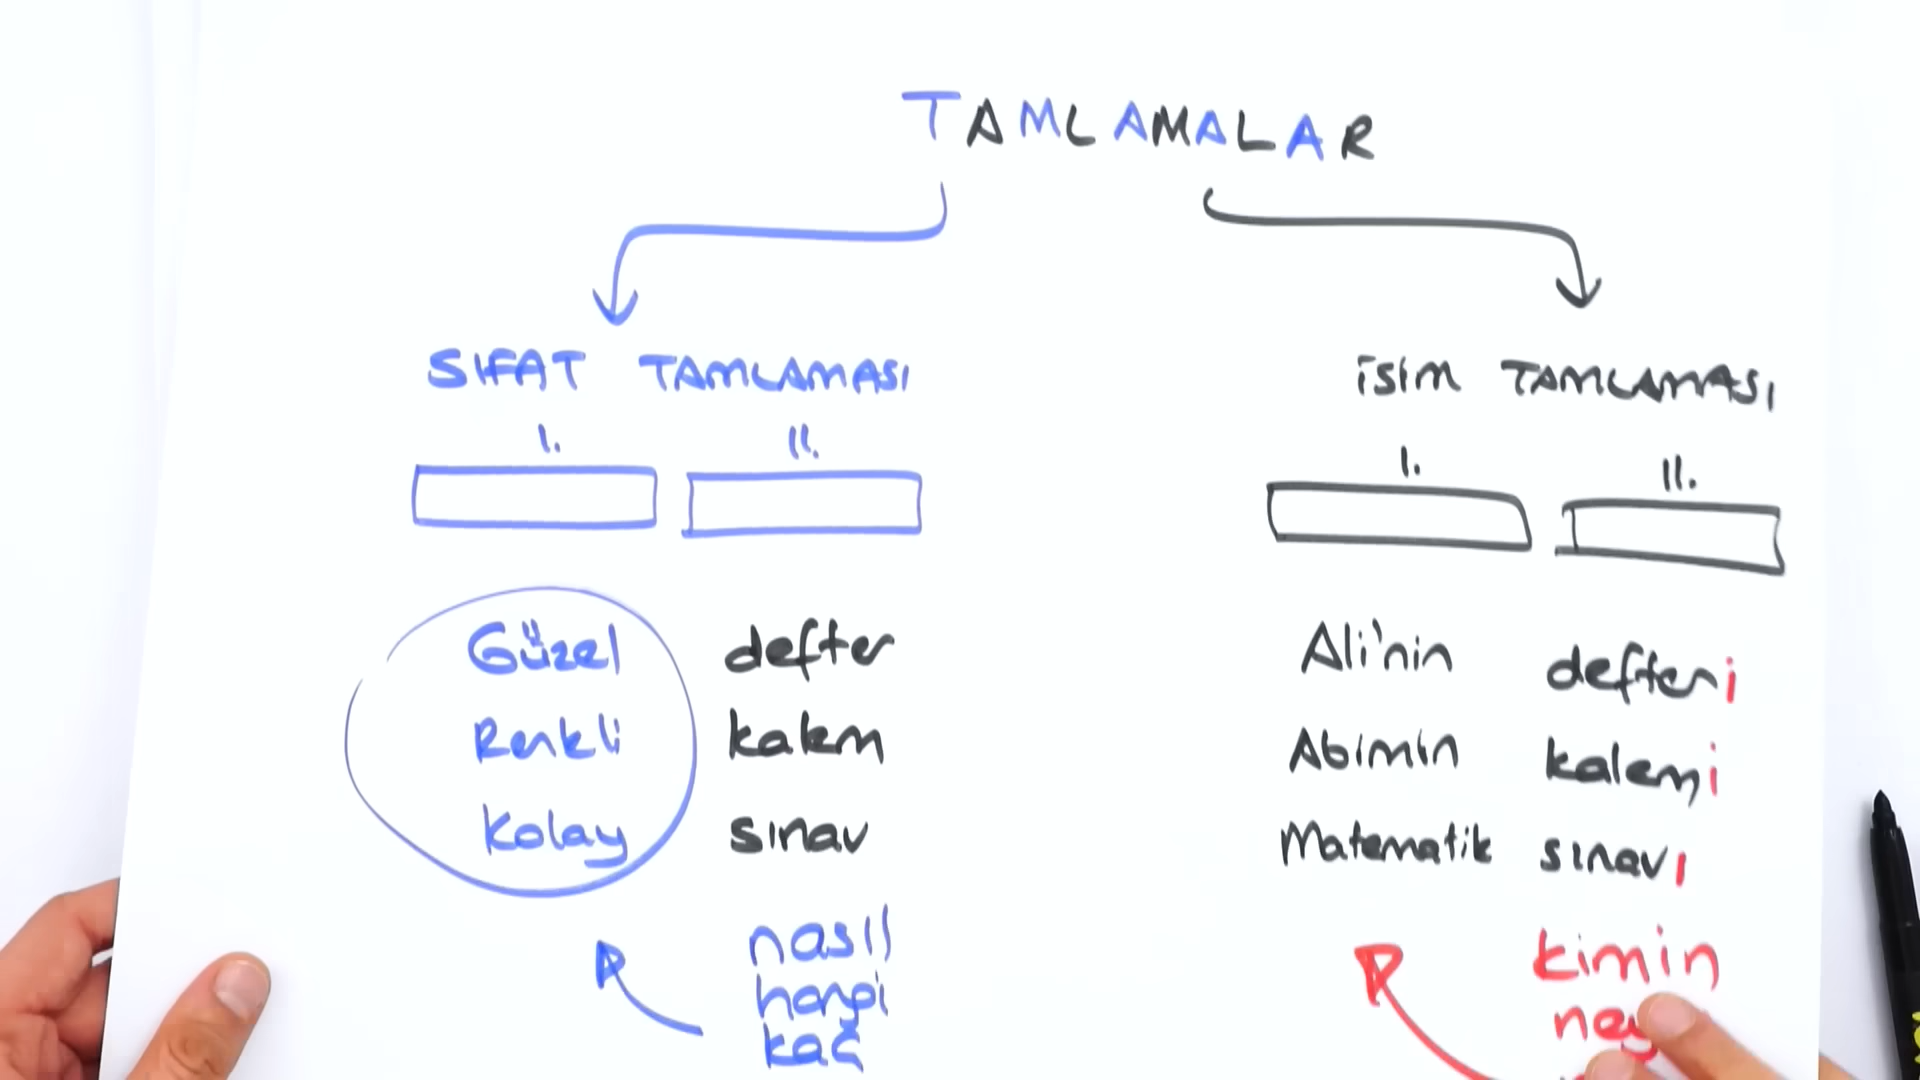 TAMLAMALAR
SIFAT TAMLAMASI
I. II.
Güzel defter
Renkli kalem
Kolay sınav
nasıl
hangi
kaç
İSİM TAMLAMASI
I. II.
Ali'nin defteri
Abimin kalemi
Matematik sınavı
kimin